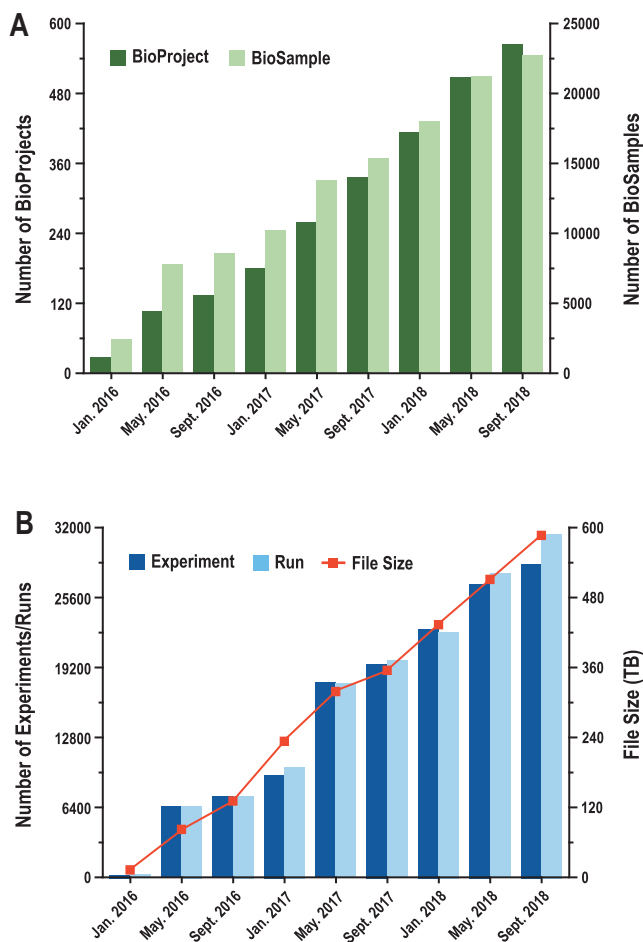 A
BioProject
BioSample
Number of BioProjects
600
480
360
240
120
0
25000
20000
15000
10000
5000
0
Number of BioSamples
Jan. 2016
May. 2016
Sept. 2016
Jan. 2017
May. 2017
Sept. 2017
Jan. 2018
May. 2018
Sept. 2018
B
Experiment
Run
File Size
Number of Experiments/Runs
32000
25600
19200
12800
6400
0
600
480
360
240
120
0
File Size (TB)
Jan. 2016
May. 2016
Sept. 2016
Jan. 2017
May. 2017
Sept. 2017
Jan. 2018
May. 2018
Sept. 2018